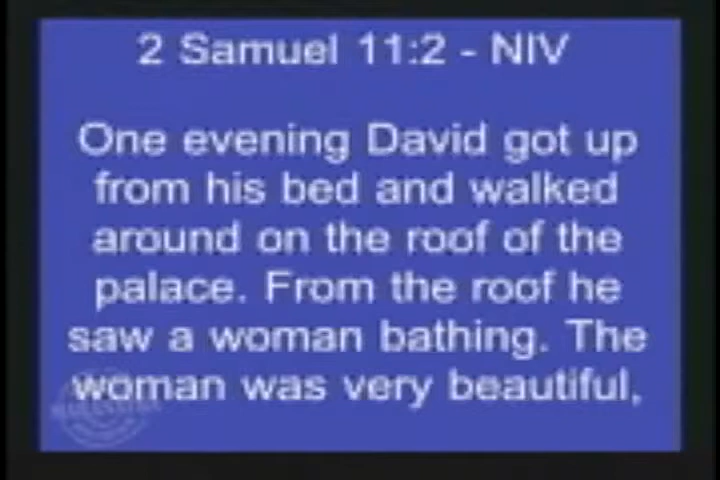 2 Samuel 11:2 - NIV
One evening David got up
from his bed and walked
around on the roof of the
palace. From the roof he
saw a woman bathing. The
woman was very beautiful,